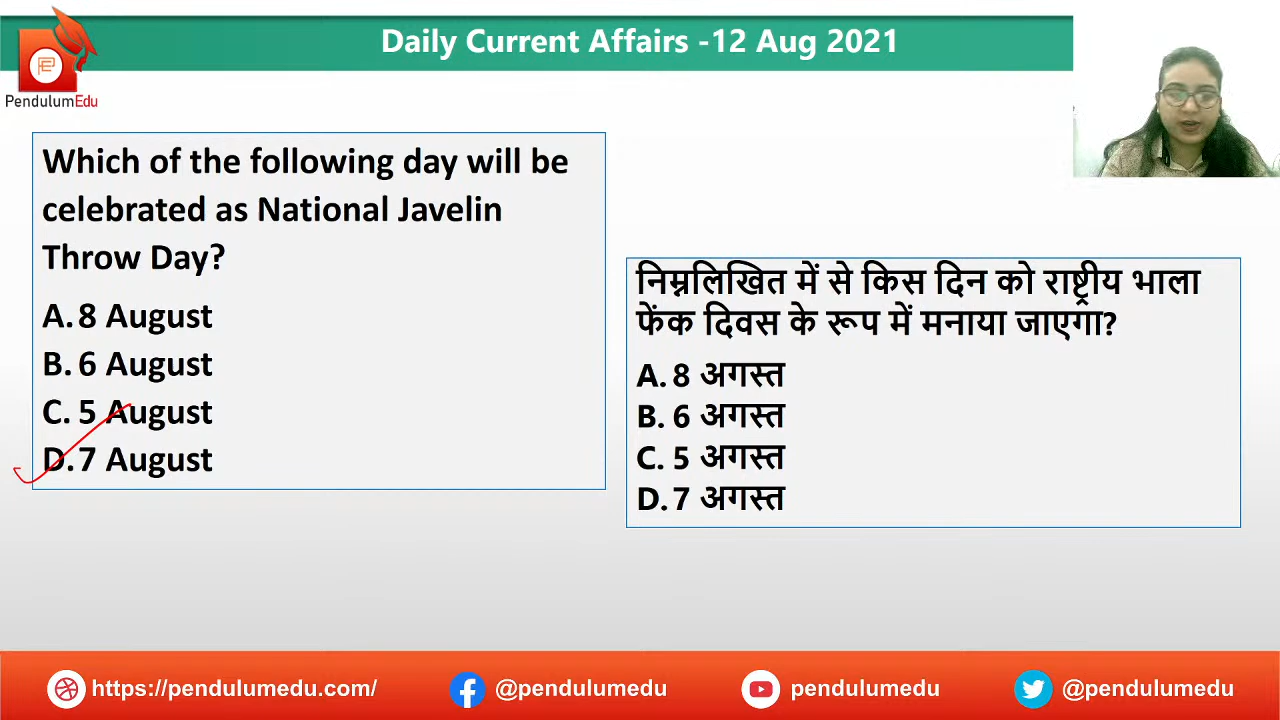 Daily Current Affairs -12 Aug 2021
PendulumEdu
Which of the following day will be
celebrated as National Javelin
Throw Day?
A. 8 August
B. 6 August
C. 5 August
D. 7 August
निम्नलिखित में से किस दिन को राष्ट्रीय भाला
फेंक दिवस के रूप में मनाया जाएगा?
A. 8 अगस्त
B. 6 अगस्त
C. 5 अगस्त
D. 7 अगस्त
https://pendulumedu.com/
@pendulumedu
pendulumedu
@pendulumedu